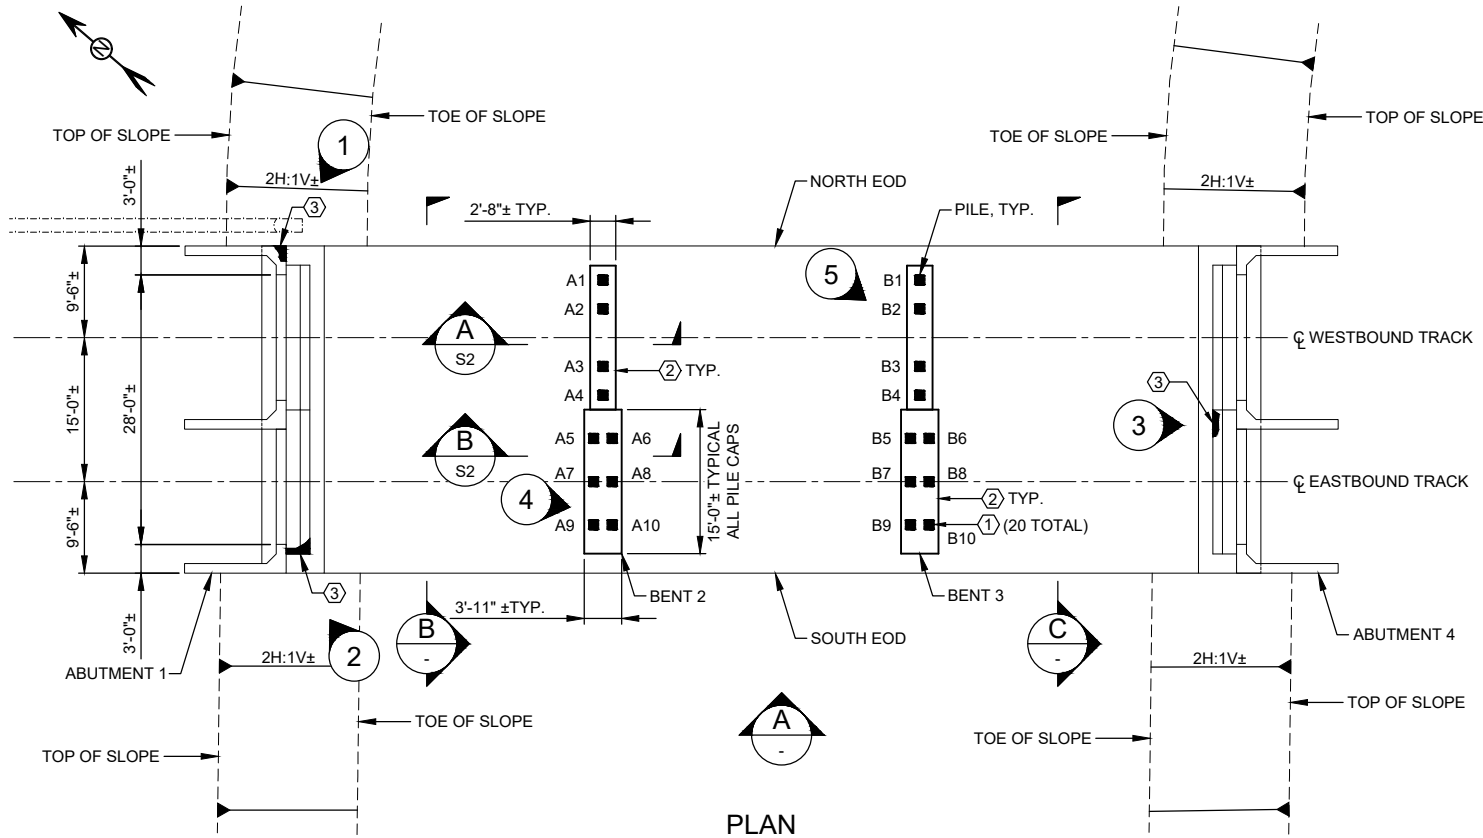 N
TOP OF SLOPE
TOE OF SLOPE
1
2H:1V±
3
3'-0"±
9'-6"±
15'-0"±
28'-0"±
9'-6"±
3'-0"±
2'-8"± TYP.
NORTH EOD
PILE, TYP.
TOE OF SLOPE
TOP OF SLOPE
2H:1V±
5
A1
A2
A3
A4
A5
A6
A7
A8
A9
A10
B1
B2
B3
B4
B5
B6
B7
B8
B9
B10
A
S2
B
S2
2 TYP.
15'-0"± TYPICAL
ALL PILE CAPS
4
2 TYP.
1 (20 TOTAL)
3
3
℄ WESTBOUND TRACK
℄ EASTBOUND TRACK
3
3'-11" ±TYP.
BENT 2
BENT 3
SOUTH EOD
ABUTMENT 1
2H:1V±
2
B
-
C
-
A
-
ABUTMENT 4
2H:1V±
TOP OF SLOPE
TOE OF SLOPE
TOE OF SLOPE
TOP OF SLOPE
PLAN